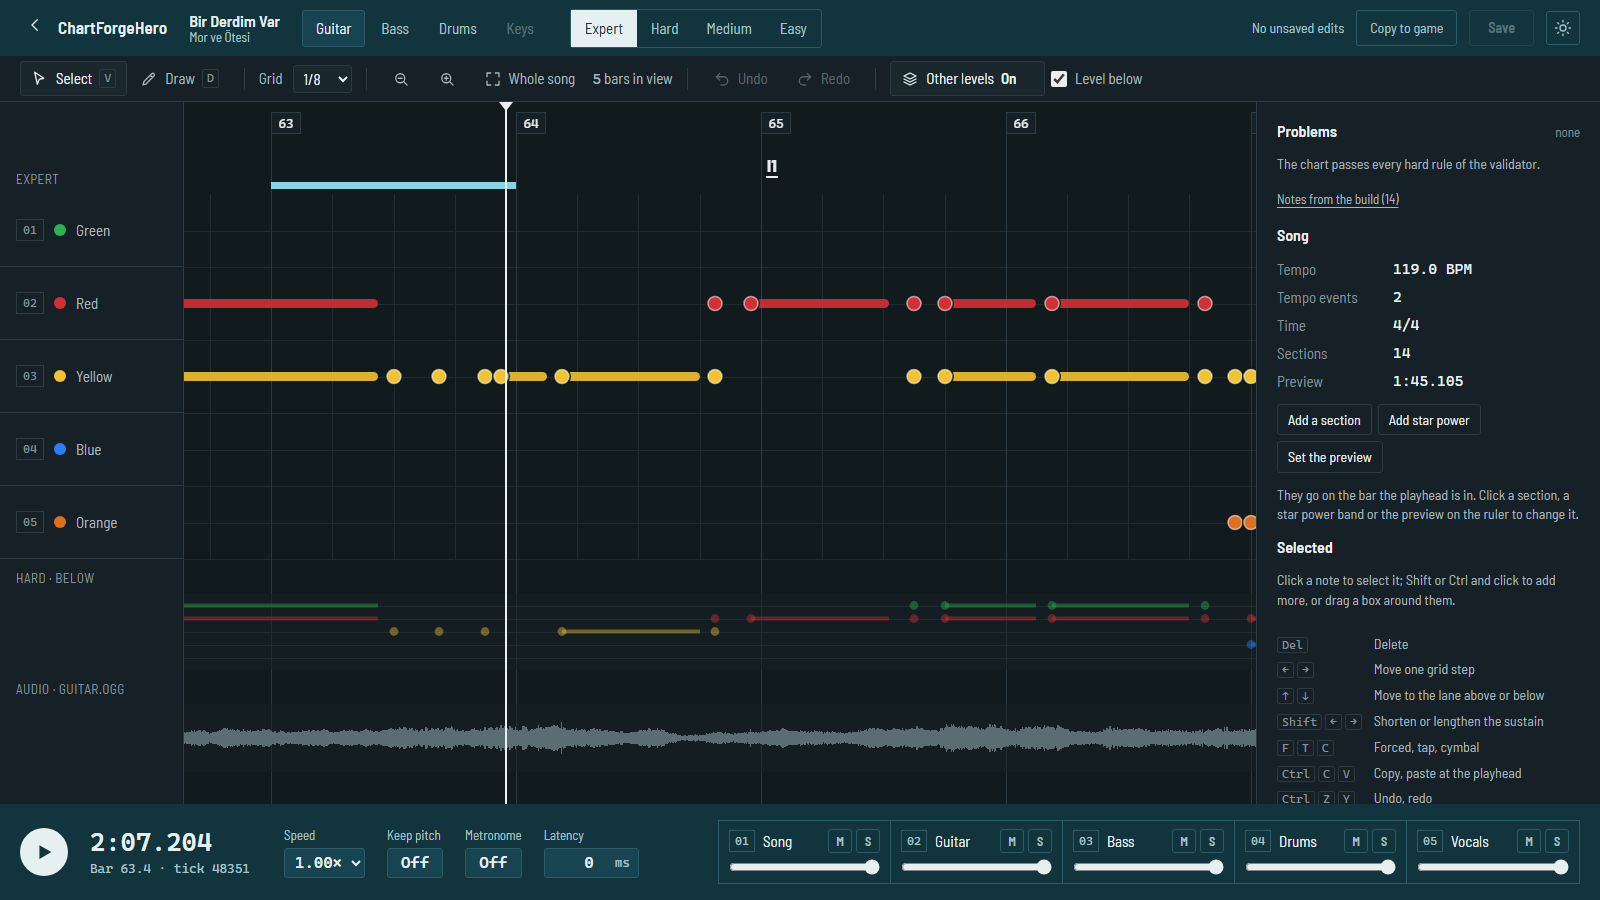 ChartForgeHero
Bir Derdim Var
Mor ve Ötesi
Guitar Bass Drums Keys
Expert Hard Medium Easy
No unsaved edits
Copy to game
Save
Select V
Draw D
Grid 1/8
Whole song
5 bars in view
Undo
Redo
Other levels On
Level below
63 64 65 66
EXPERT
01 Green
02 Red
03 Yellow
04 Blue
05 Orange
HARD · BELOW
AUDIO · GUITAR.OGG
Problems none
The chart passes every hard rule of the validator.
Notes from the build (14)
Song
Tempo 119.0 BPM
Tempo events 2
Time 4/4
Sections 14
Preview 1:45.105
Add a section
Add star power
Set the preview
They go on the bar the playhead is in. Click a section, a
star power band or the preview on the ruler to change it.
Selected
Click a note to select it; Shift or Ctrl and click to add
more, or drag a box around them.
Del Delete
← → Move one grid step
↑ ↓ Move to the lane above or below
Shift ← → Shorten or lengthen the sustain
F T C Forced, tap, cymbal
Ctrl C V Copy, paste at the playhead
Ctrl Z Y Undo, redo
2:07.204
Bar 63.4 · tick 48351
Speed
1.00×
Keep pitch
Off
Metronome
Off
Latency
0 ms
01 Song M S
02 Guitar M S
03 Bass M S
04 Drums M S
05 Vocals M S